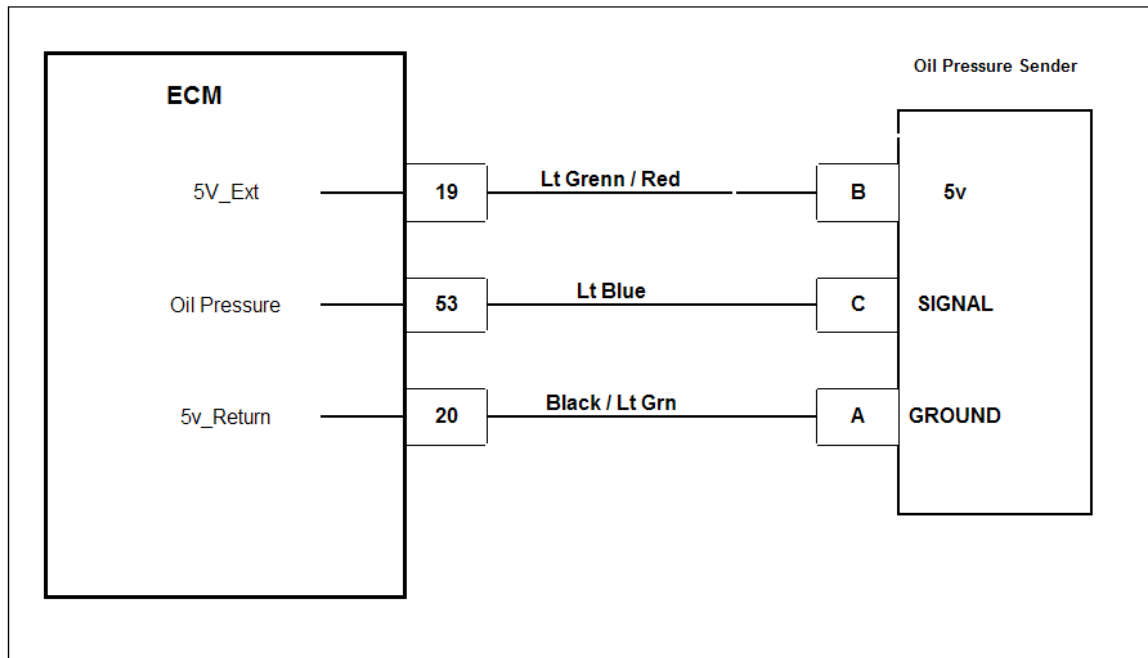 Oil Pressure Sender
ECM
5V_Ext 19 Lt Grenn / Red B 5v
Oil Pressure 53 Lt Blue C SIGNAL
5v_Return 20 Black / Lt Grn A GROUND